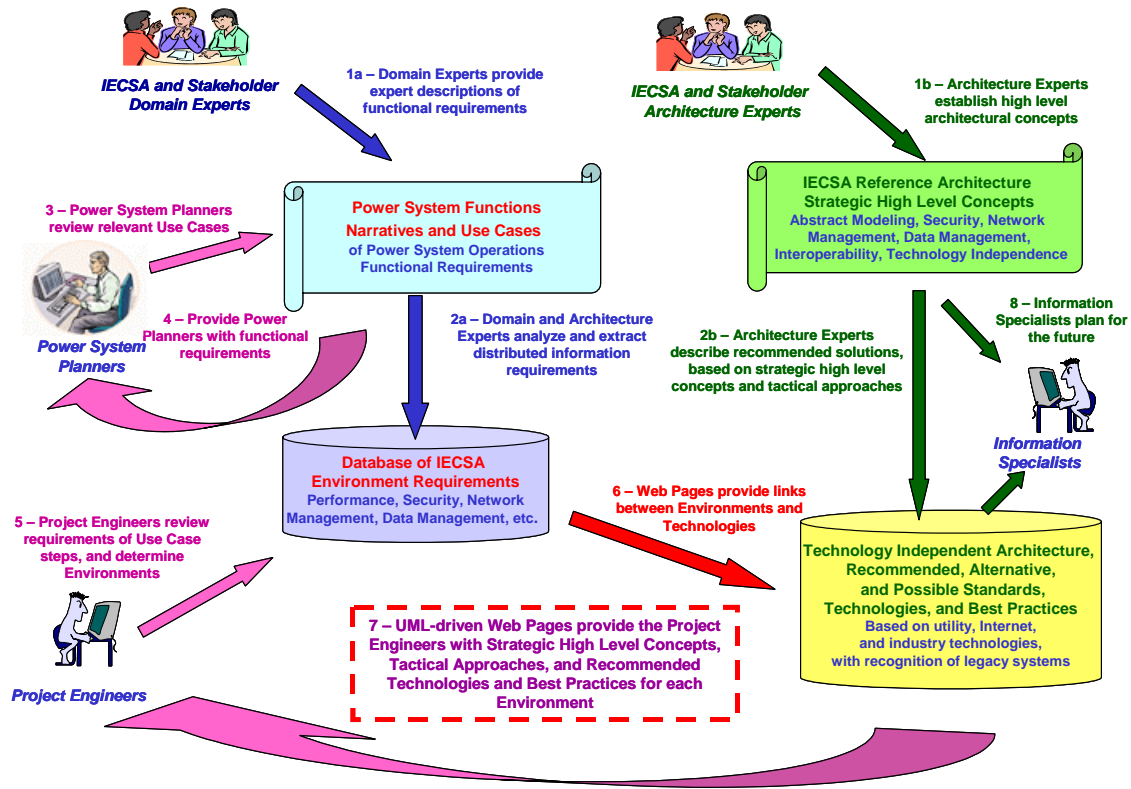 IECSA and Stakeholder
Domain Experts
1a – Domain Experts provide
expert descriptions of
functional requirements
IECSA and Stakeholder
Architecture Experts
1b – Architecture Experts
establish high level
architectural concepts
3 – Power System Planners
review relevant Use Cases
Power System Functions
Narratives and Use Cases
of Power System Operations
Functional Requirements
IECSA Reference Architecture
Strategic High Level Concepts
Abstract Modeling, Security, Network
Management, Data Management,
Interoperability, Technology Independence
4 – Provide Power
Planners with functional
requirements
Power System
Planners
2a – Domain and Architecture
Experts analyze and extract
distributed information
requirements
2b – Architecture Experts
describe recommended solutions,
based on strategic high level
concepts and tactical approaches
8 – Information
Specialists plan for
the future
Information
Specialists
Database of IECSA
Environment Requirements
Performance, Security, Network
Management, Data Management, etc.
5 – Project Engineers review
requirements of Use Case
steps, and determine
Environments
6 – Web Pages provide links
between Environments and
Technologies
Technology Independent Architecture,
Recommended, Alternative,
and Possible Standards,
Technologies, and Best Practices
Based on utility, Internet,
and industry technologies,
with recognition of legacy systems
Project Engineers
7 – UML-driven Web Pages provide the Project
Engineers with Strategic High Level Concepts,
Tactical Approaches, and Recommended
Technologies and Best Practices for each
Environment